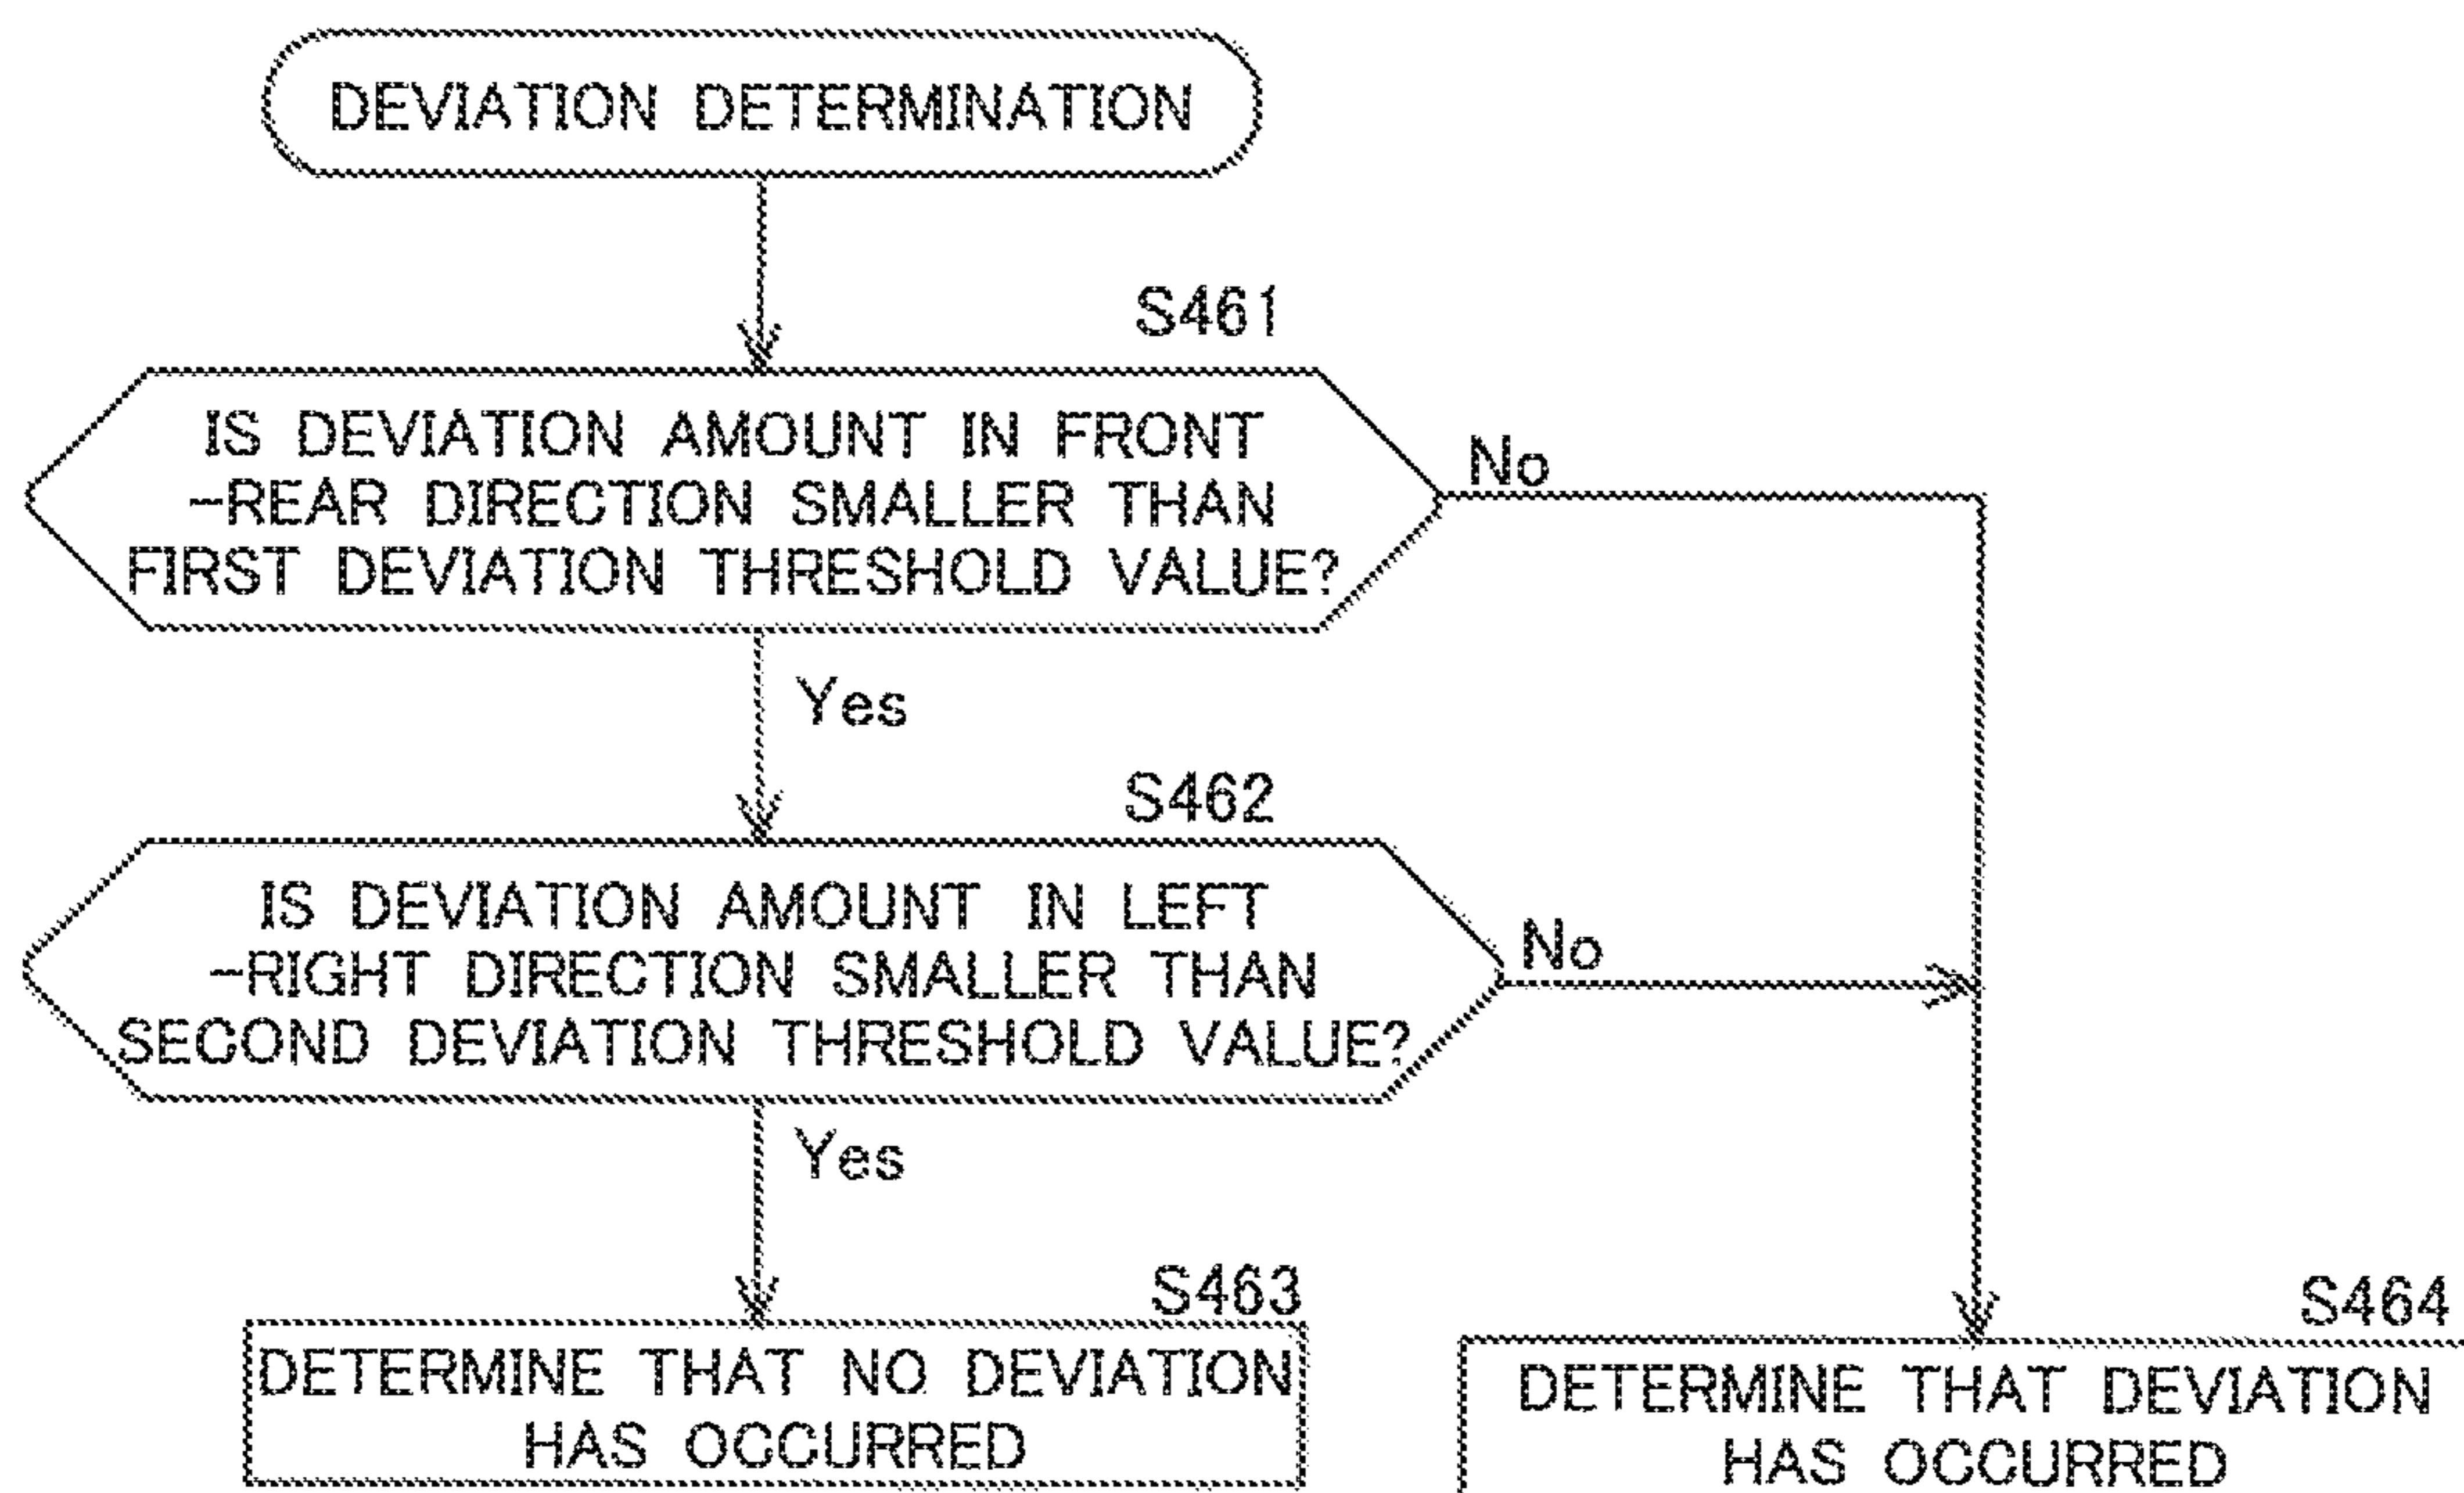 DEVIATION DETERMINATION
S461
IS DEVIATION AMOUNT IN FRONT
-REAR DIRECTION SMALLER THAN
FIRST DEVIATION THRESHOLD VALUE?
No
Yes
S462
IS DEVIATION AMOUNT IN LEFT
-RIGHT DIRECTION SMALLER THAN
SECOND DEVIATION THRESHOLD VALUE?
No
Yes
S463
DETERMINE THAT NO DEVIATION
HAS OCCURRED
S464
DETERMINE THAT DEVIATION
HAS OCCURRED